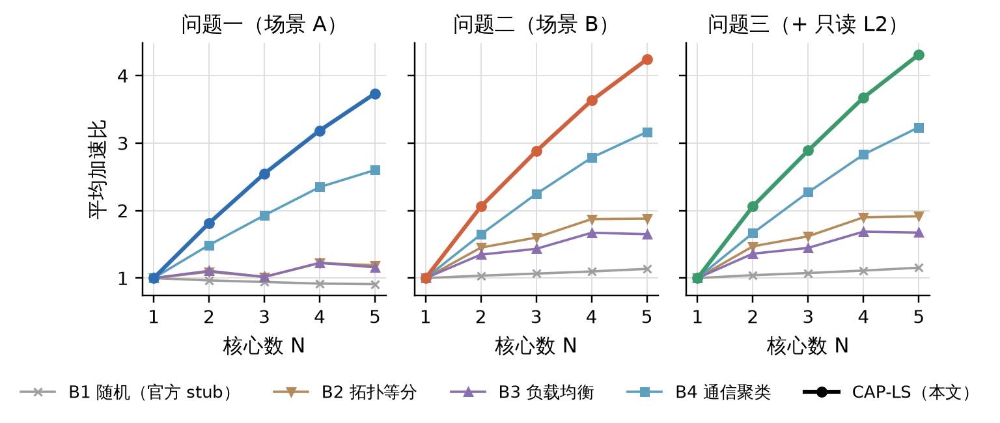 问题一（场景 A）
问题二（场景 B）
问题三（+ 只读 L2）
平均加速比
4
3
2
1
1 2 3 4 5
1 2 3 4 5
1 2 3 4 5
核心数 N
核心数 N
核心数 N
B1 随机（官方 stub）
B2 拓扑等分
B3 负载均衡
B4 通信聚类
CAP-LS（本文）